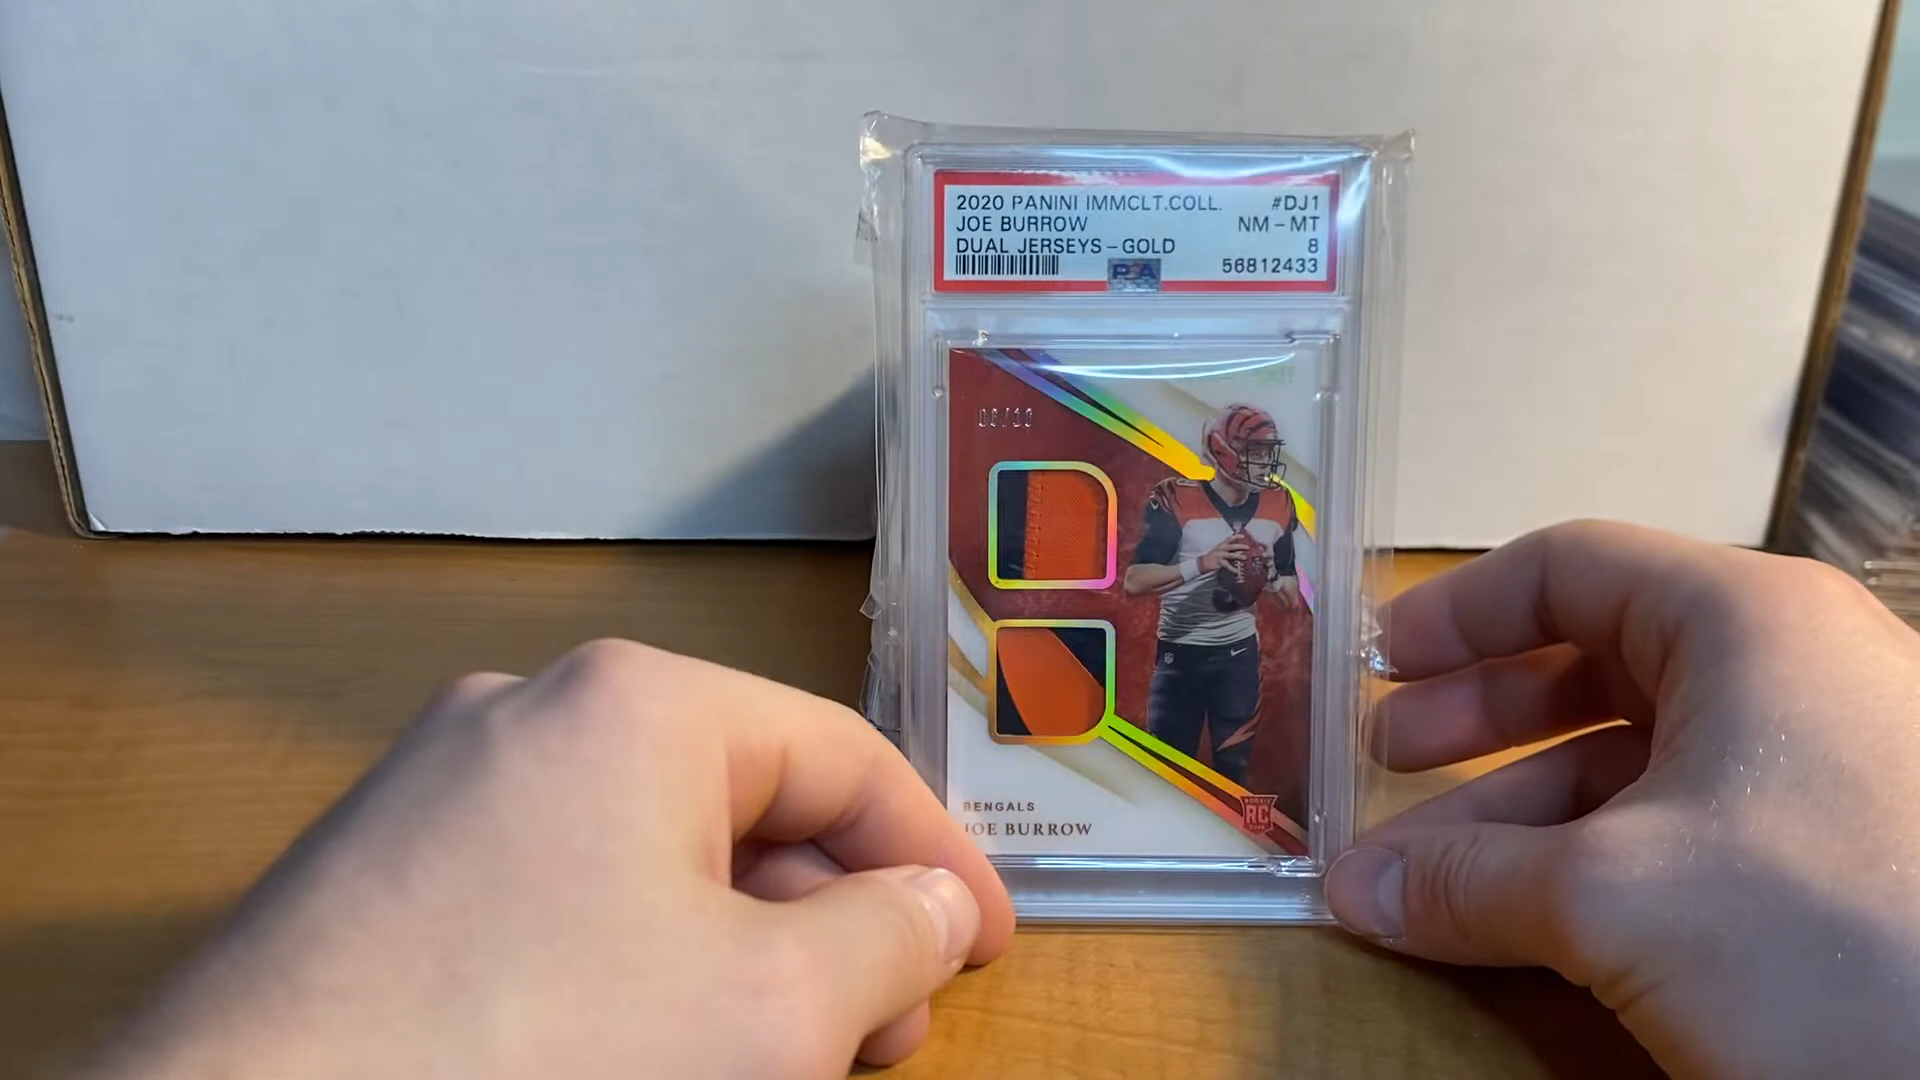 2020 PANINI IMMCLT.COLL. #DJ1
JOE BURROW NM-MT
DUAL JERSEYS-GOLD 8
PSA 56812433
BENGALS
JOE BURROW
ROOKIE
RC